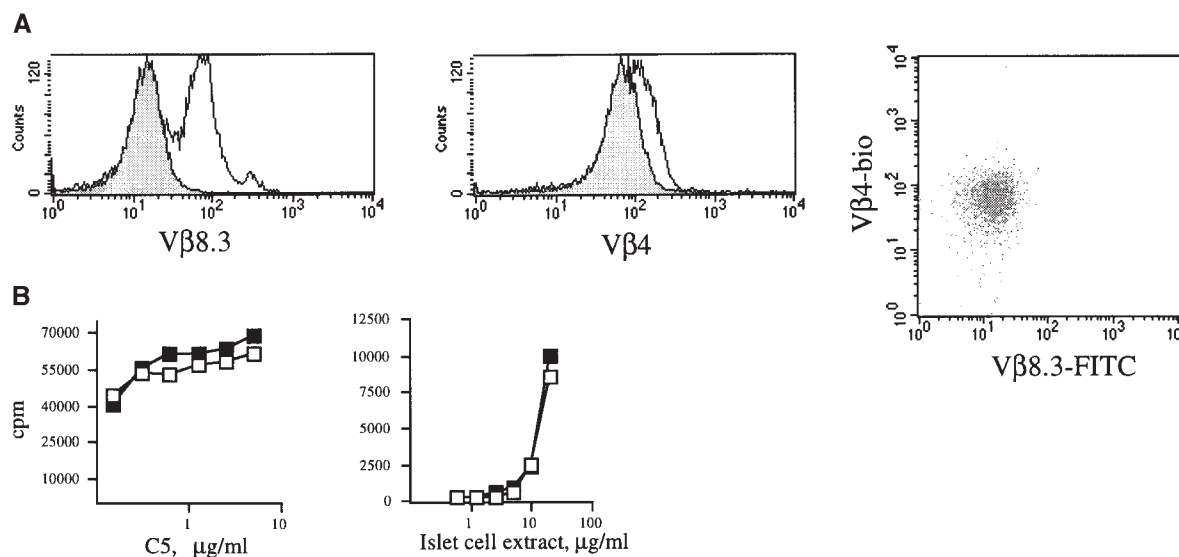 A
Counts
120
0
10^0 10^1 10^2 10^3 10^4
Vβ8.3
Counts
120
0
10^0 10^1 10^2 10^3 10^4
Vβ4
Vβ4-bio
10^4
10^3
10^2
10^1
10^0
10^0 10^1 10^2 10^3 10^4
Vβ8.3-FITC
B
cpm
70000
55000
40000
25000
10000
1 10
C5, μg/ml
12500
10000
7500
5000
2500
0
1 10 100
Islet cell extract, μg/ml